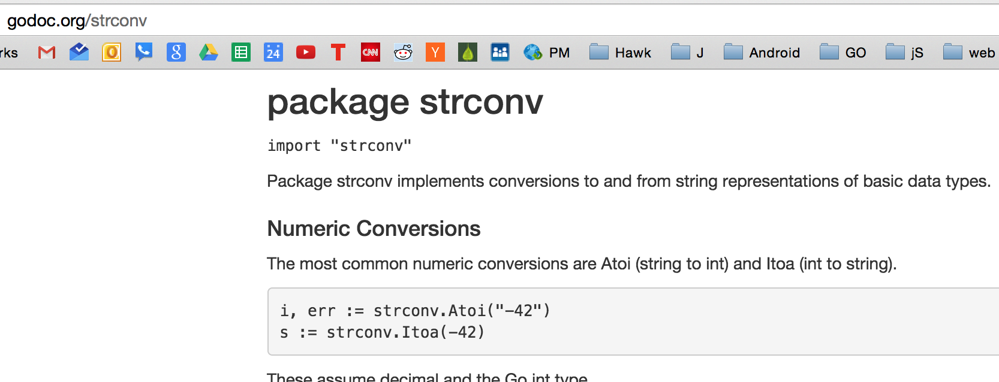 godoc.org/strconv
rks 8 24 T CNN Y PM Hawk J Android GO jS web
package strconv
import "strconv"
Package strconv implements conversions to and from string representations of basic data types.
Numeric Conversions
The most common numeric conversions are Atoi (string to int) and Itoa (int to string).
i, err := strconv.Atoi("-42")
s := strconv.Itoa(-42)
These assume decimal and the Go int type